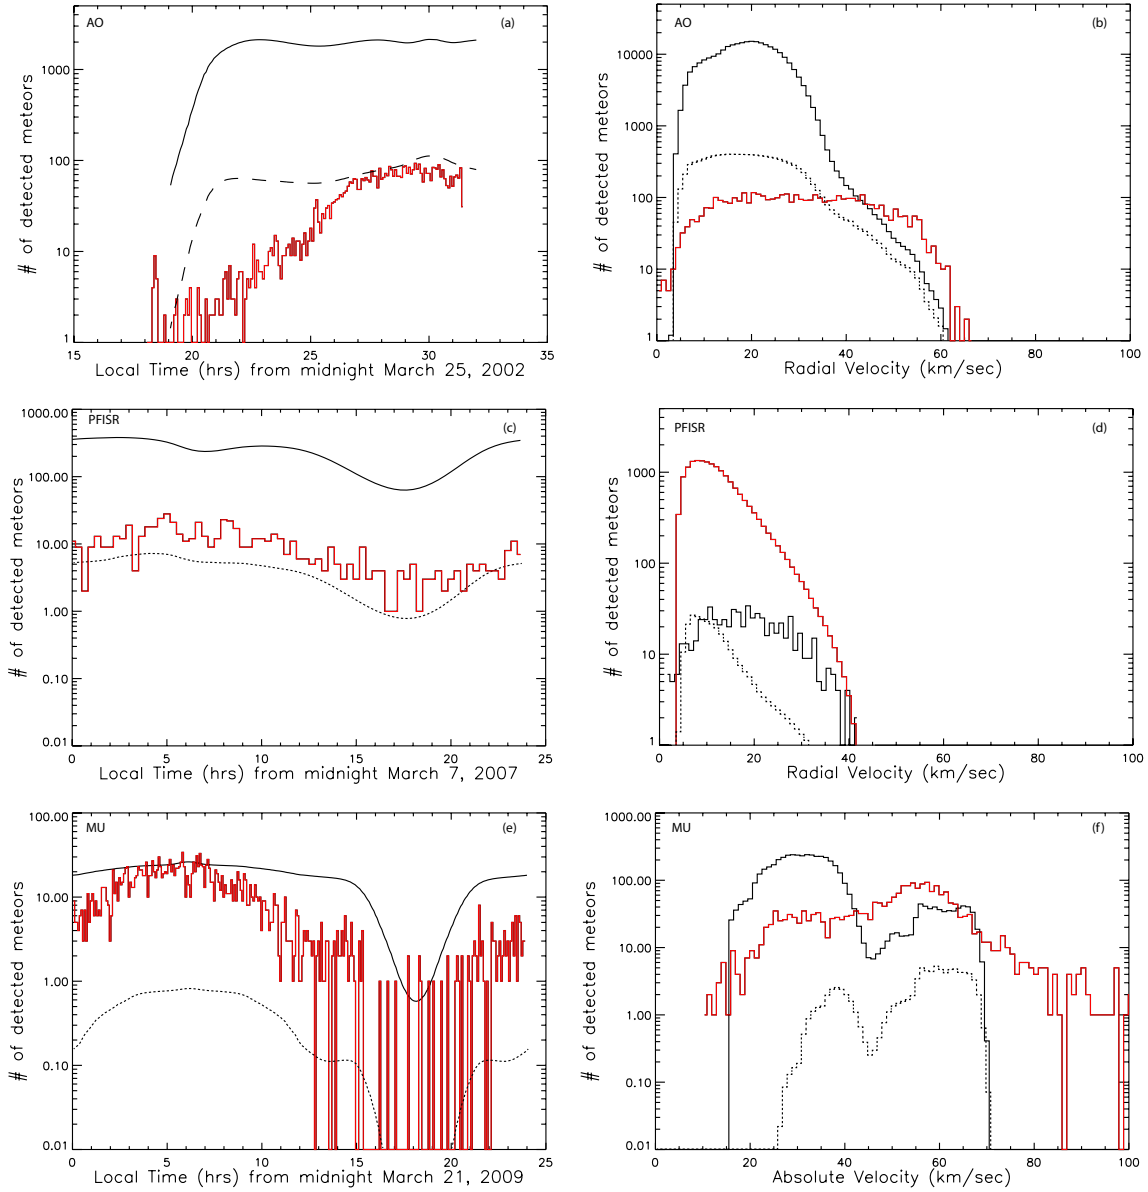 AO
(a)
# of detected meteors
1000
100
10
1
15
20
25
30
35
Local Time (hrs) from midnight March 25, 2002
AO
(b)
# of detected meteors
10000
1000
100
10
1
0
20
40
60
80
100
Radial Velocity (km/sec)
PFISR
(c)
# of detected meteors
1000.00
100.00
10.00
1.00
0.10
0.01
0
5
10
15
20
25
Local Time (hrs) from midnight March 7, 2007
PFISR
(d)
# of detected meteors
1000
100
10
1
0
20
40
60
80
100
Radial Velocity (km/sec)
MU
(e)
# of detected meteors
100.00
10.00
1.00
0.10
0.01
0
5
10
15
20
25
Local Time (hrs) from midnight March 21, 2009
MU
(f)
# of detected meteors
1000.00
100.00
10.00
1.00
0.10
0.01
0
20
40
60
80
100
Absolute Velocity (km/sec)